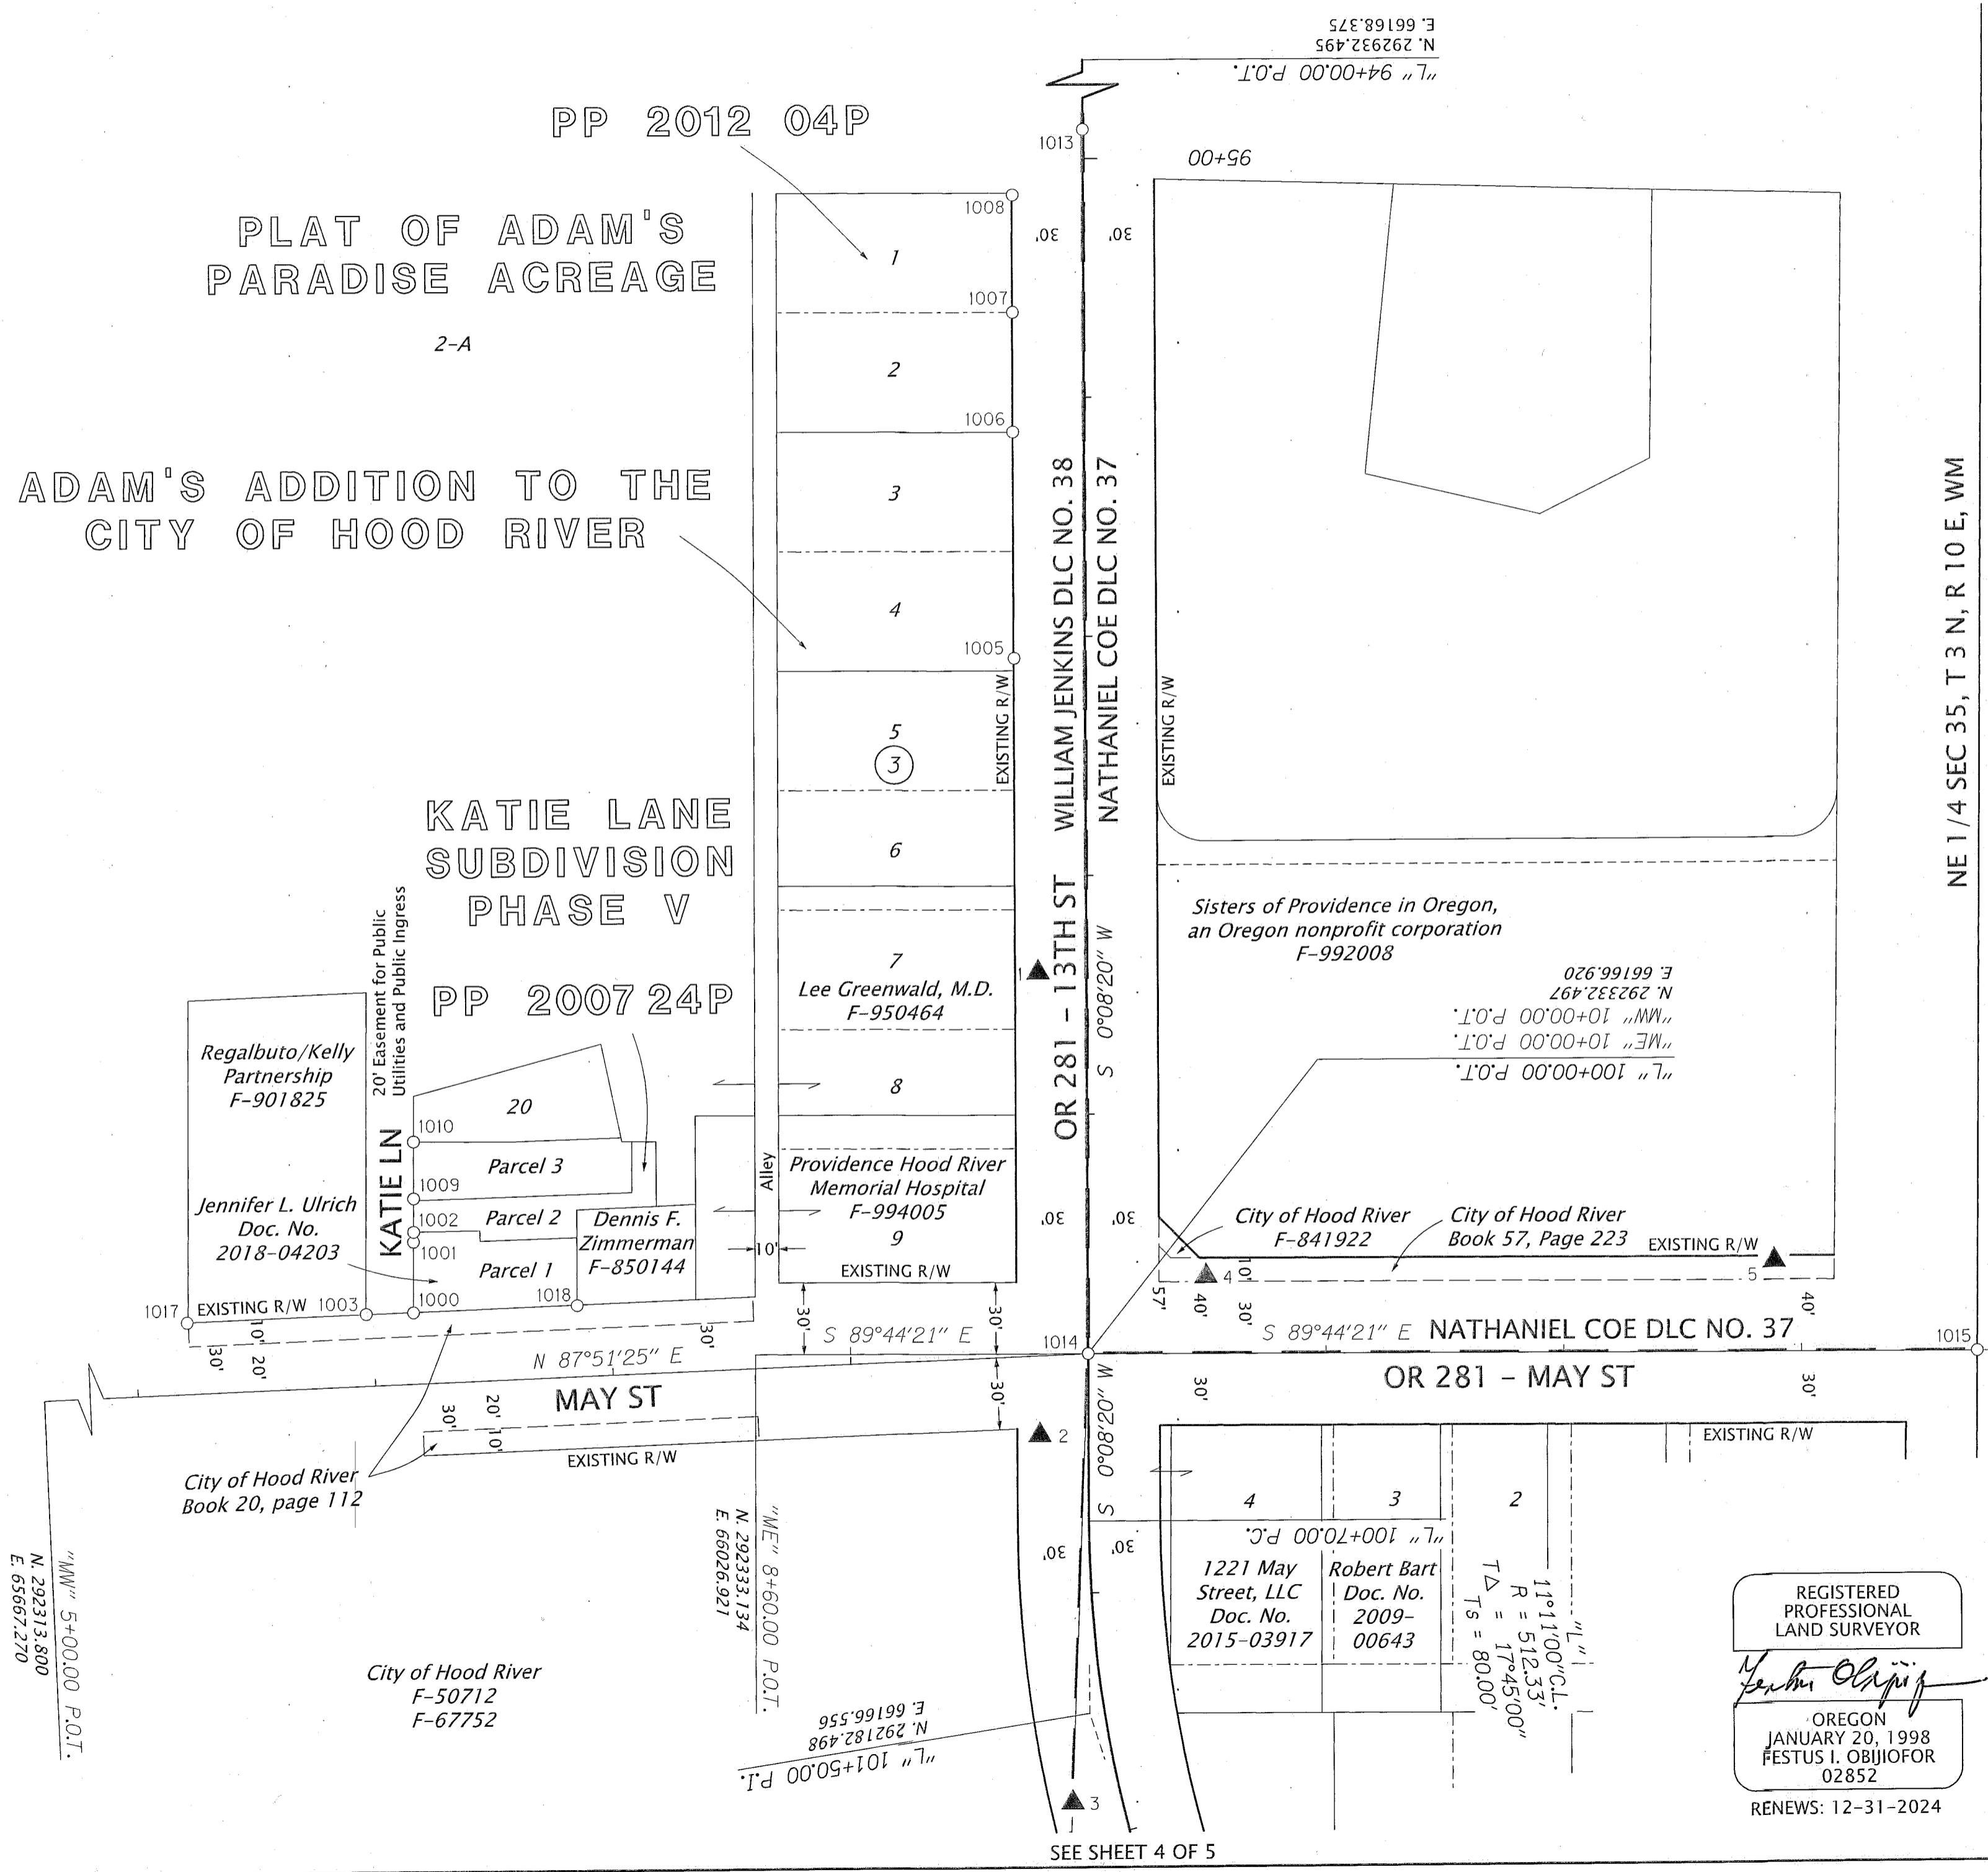 "L" 94+00.00 P.O.T.
N. 292932.495
E. 66168.375
PP 2012 04P
1013
95+00
PLAT OF ADAM'S
PARADISE ACREAGE
2-A
1008
30'
30'
1
1007
2
1006
ADAM'S ADDITION TO THE
CITY OF HOOD RIVER
3
4
1005
WILLIAM JENKINS DLC NO. 38
NATHANIEL COE DLC NO. 37
NE 1/4 SEC 35, T 3 N, R 10 E, WM
EXISTING R/W
EXISTING R/W
5
3
6
KATIE LANE
SUBDIVISION
PHASE V
PP 2007 24P
20' Easement for Public
Utilities and Public Ingress
7
Lee Greenwald, M.D.
F-950464
1
OR 281 - 13TH ST
S 0°08'20" W
Sisters of Providence in Oregon,
an Oregon nonprofit corporation
F-992008
"L" 100+00.00 P.O.T.
"ME" 10+00.00 P.O.T.
"MW" 10+00.00 P.O.T.
N. 292332.497
E. 66166.920
Regalbuto/Kelly
Partnership
F-901825
20
8
1010
Parcel 3
1009
KATIE LN
Jennifer L. Ulrich
Doc. No.
2018-04203
1002
Parcel 2
1001
Parcel 1
Dennis F.
Zimmerman
F-850144
Alley
10'
Providence Hood River
Memorial Hospital
F-994005
9
EXISTING R/W
30'
30'
City of Hood River
F-841922
City of Hood River
Book 57, Page 223
EXISTING R/W
4
5
1017
EXISTING R/W
1003
1000
1018
10'
30'
20'
30'
30'
30'
57'
40'
10'
30'
40'
S 89°44'21" E
1014
S 89°44'21" E
NATHANIEL COE DLC NO. 37
1015
N 87°51'25" E
MAY ST
OR 281 - MAY ST
30'
20'
10'
30'
30'
30'
S 0°08'20" W
2
EXISTING R/W
EXISTING R/W
City of Hood River
Book 20, page 112
4
3
2
"L" 100+70.00 P.C.
30'
30'
"ME" 8+60.00 P.O.T.
N. 292333.134
E. 66026.921
"MW" 5+00.00 P.O.T.
N. 292313.800
E. 65667.270
1221 May
Street, LLC
Doc. No.
2015-03917
Robert Bart
Doc. No.
2009-
00643
"L"
11°11'00"C.L.
R = 512.33'
T△ = 17°45'00"
Ts = 80.00'
City of Hood River
F-50712
F-67752
"L" 101+50.00 P.I.
N. 292182.498
E. 66166.556
3
REGISTERED
PROFESSIONAL
LAND SURVEYOR
OREGON
JANUARY 20, 1998
FESTUS I. OBIJIOFOR
02852
RENEWS: 12-31-2024
SEE SHEET 4 OF 5